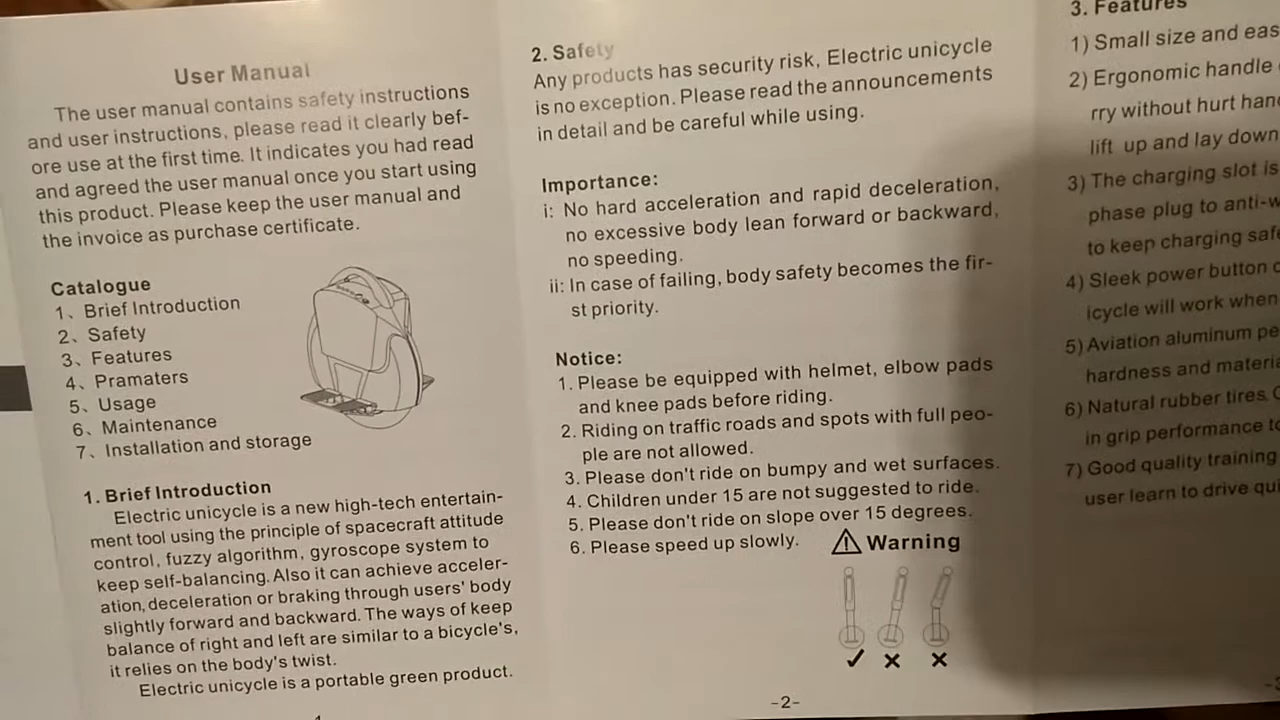 User Manual
The user manual contains safety instructions
and user instructions, please read it clearly bef-
ore use at the first time. It indicates you had read
and agreed the user manual once you start using
this product. Please keep the user manual and
the invoice as purchase certificate.
Catalogue
1、Brief Introduction
2、Safety
3、Features
4、Pramaters
5、Usage
6、Maintenance
7、Installation and storage
1. Brief Introduction
Electric unicycle is a new high-tech entertain-
ment tool using the principle of spacecraft attitude
control, fuzzy algorithm, gyroscope system to
keep self-balancing. Also it can achieve acceler-
ation, deceleration or braking through users' body
slightly forward and backward. The ways of keep
balance of right and left are similar to a bicycle's,
it relies on the body's twist.
Electric unicycle is a portable green product.
2. Safety
Any products has security risk, Electric unicycle
is no exception. Please read the announcements
in detail and be careful while using.
Importance:
i: No hard acceleration and rapid deceleration,
no excessive body lean forward or backward,
no speeding.
ii: In case of failing, body safety becomes the fir-
st priority.
Notice:
1. Please be equipped with helmet, elbow pads
and knee pads before riding.
2. Riding on traffic roads and spots with full peo-
ple are not allowed.
3. Please don't ride on bumpy and wet surfaces.
4. Children under 15 are not suggested to ride.
5. Please don't ride on slope over 15 degrees.
6. Please speed up slowly.
Warning
-2-
3. Features
1) Small size and eas
2) Ergonomic handle
rry without hurt han
lift up and lay down
3) The charging slot is
phase plug to anti-w
to keep charging safe
4) Sleek power button
icycle will work when
5) Aviation aluminum pe
hardness and materia
6) Natural rubber tires.
in grip performance to
7) Good quality training
user learn to drive qui